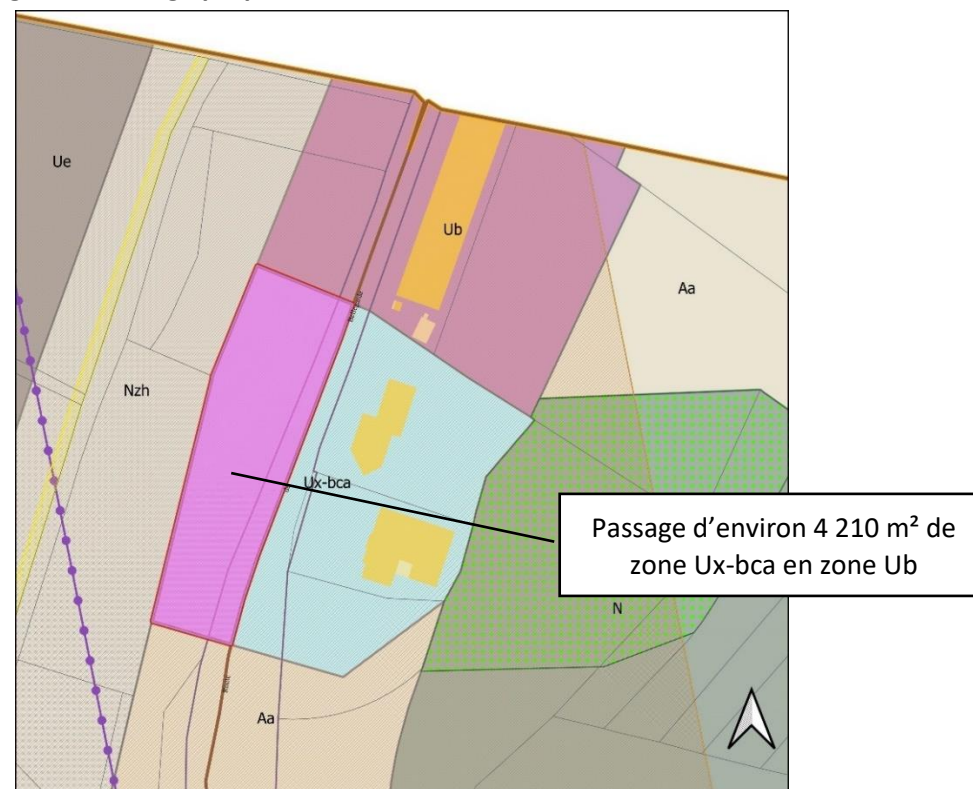 Ue
Ub
Aa
Nzh
Ux-bca
Passage d'environ 4 210 m² de
zone Ux-bca en zone Ub
N
Aa